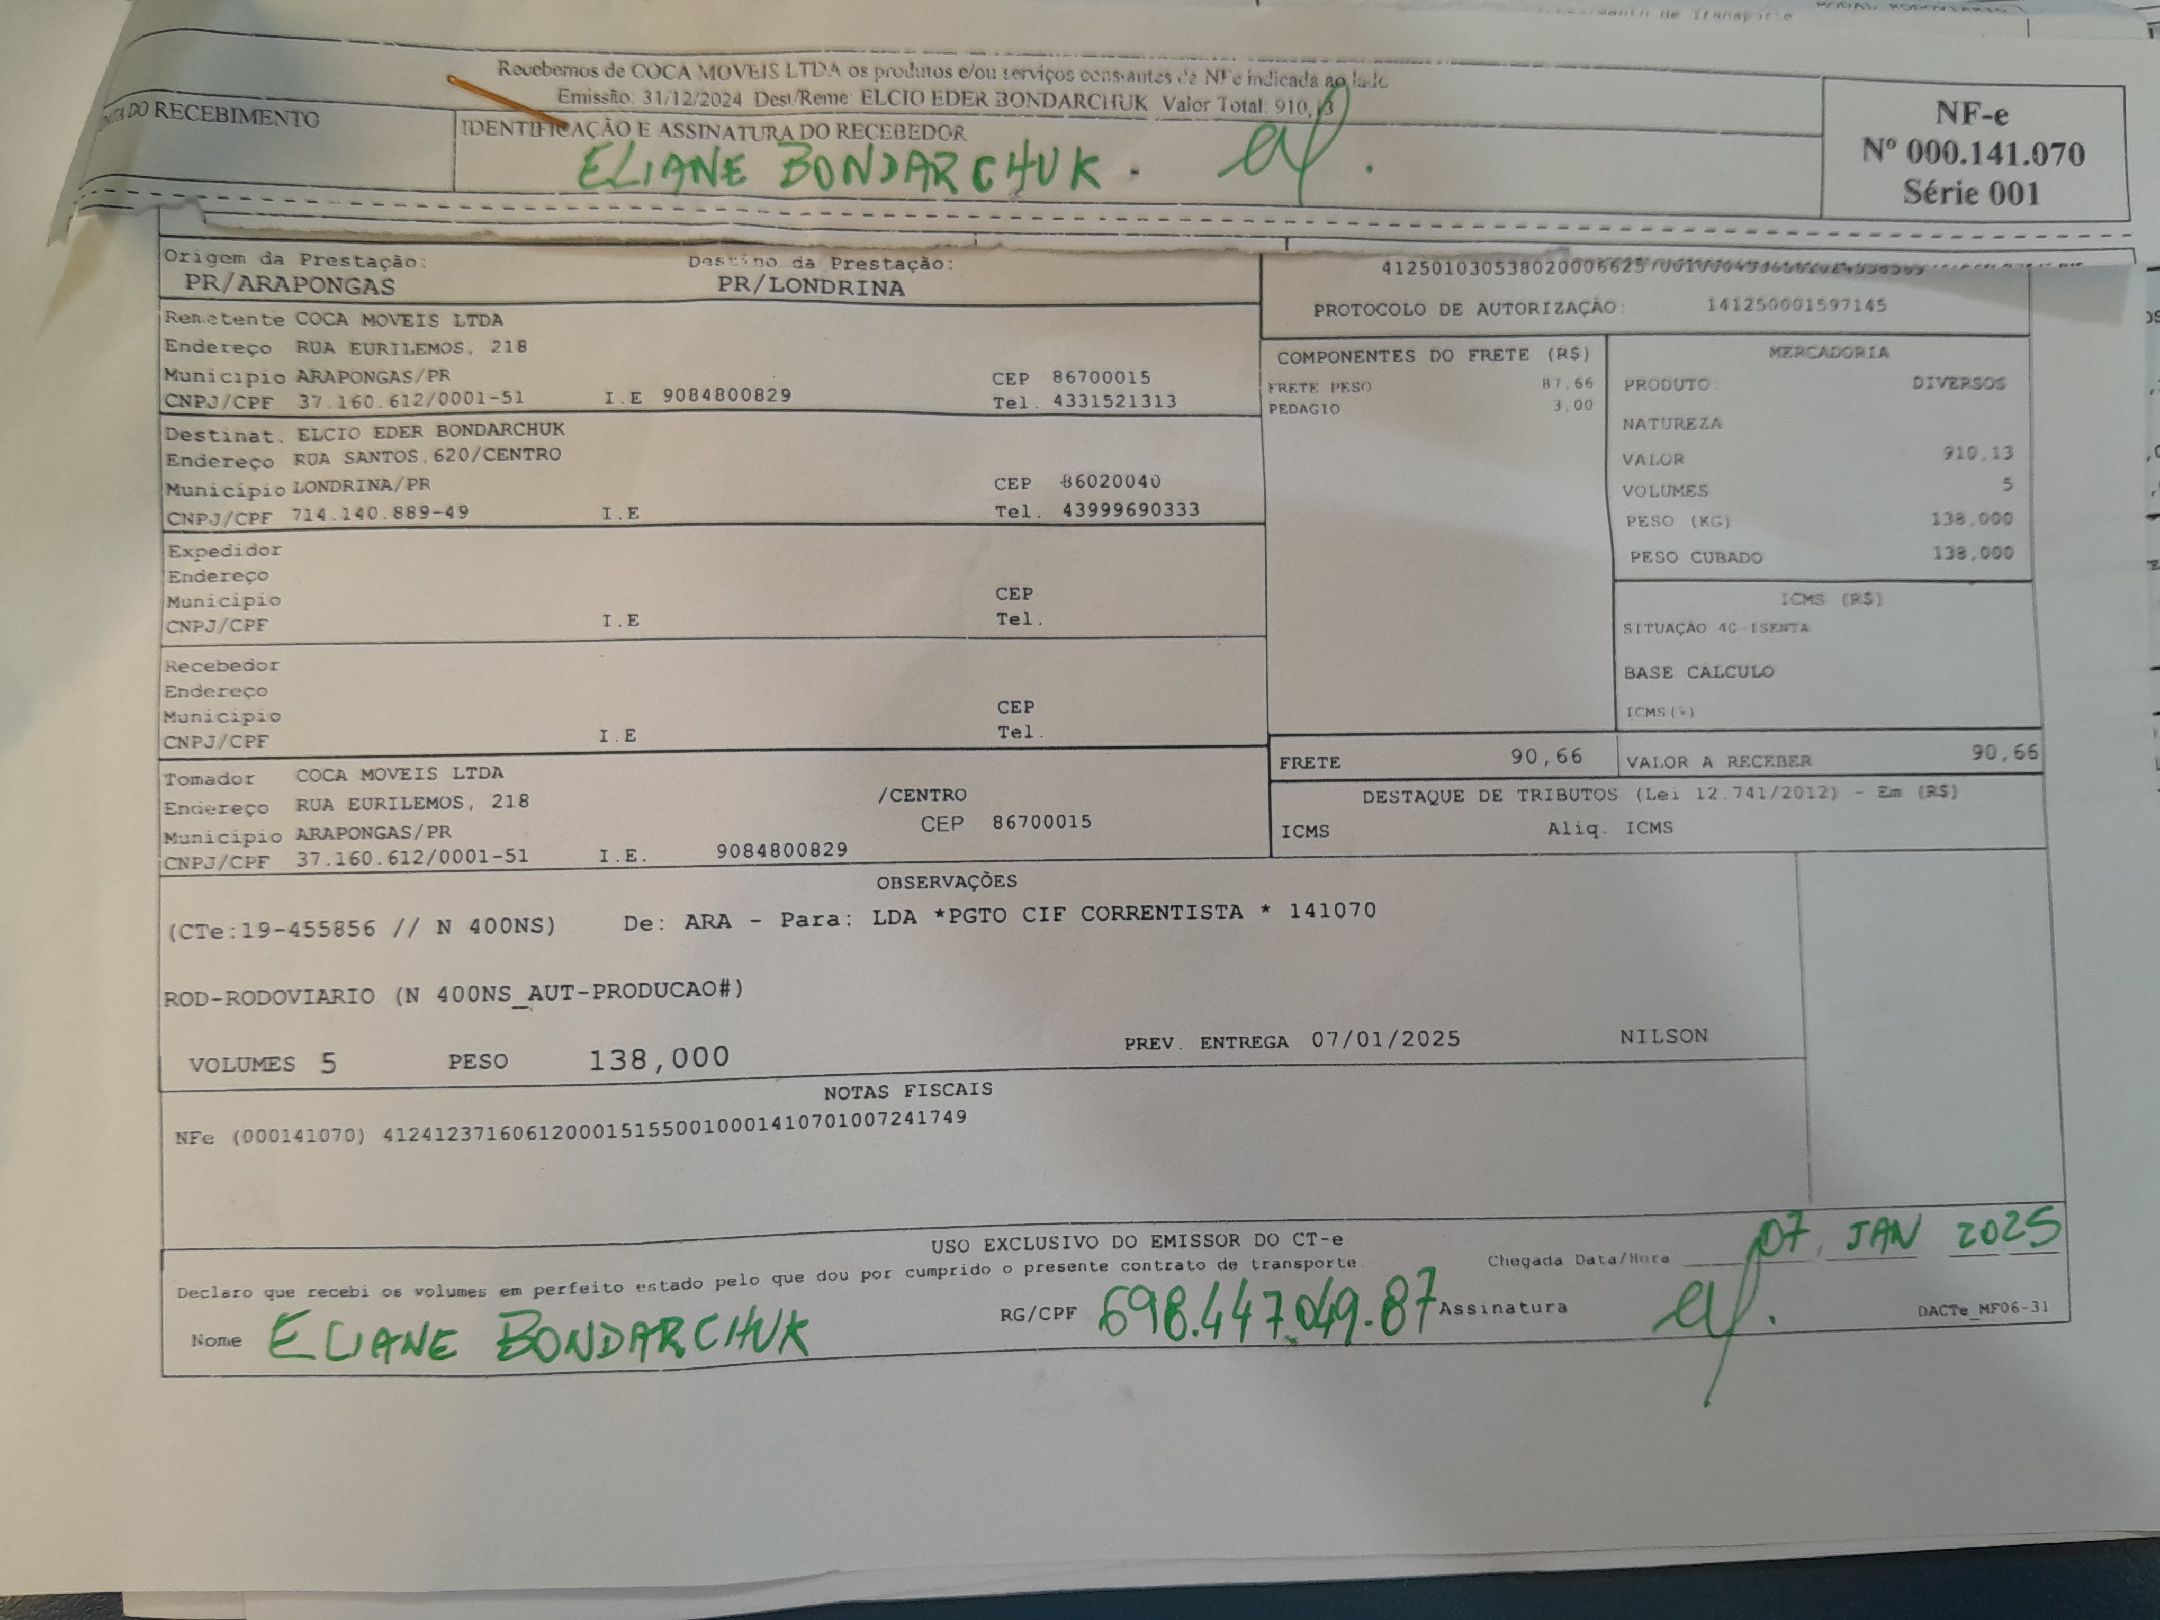 Recebemos de COCA MOVEIS LTDA os produtos e/ou serviços constantes da NFe indicada ao lado
Emissão: 31/12/2024 Dest/Reme: ELCIO EDER BONDARCHUK Valor Total: 910,13
DATA DO RECEBIMENTO
IDENTIFICAÇÃO E ASSINATURA DO RECEBEDOR
ELIANE BONDARCHUK.
NF-e
Nº 000.141.070
Série 001
Origem da Prestação: Destino da Prestação:
PR/ARAPONGAS PR/LONDRINA
PROTOCOLO DE AUTORIZAÇÃO: 141250001597145
Remetente COCA MOVEIS LTDA
Endereço RUA EURILEMOS, 218
Município ARAPONGAS/PR CEP 86700015
CNPJ/CPF 37.160.612/0001-51 I.E 9084800829 Tel. 4331521313
Destinat. ELCIO EDER BONDARCHUK
Endereço RUA SANTOS,620/CENTRO
Município LONDRINA/PR CEP 86020040
CNPJ/CPF 714.140.889-49 I.E Tel. 43999690333
Expedidor
Endereço
Município CEP
CNPJ/CPF I.E Tel.
Recebedor
Endereço
Município CEP
CNPJ/CPF I.E Tel.
Tomador COCA MOVEIS LTDA
Endereço RUA EURILEMOS, 218 /CENTRO
Município ARAPONGAS/PR CEP 86700015
CNPJ/CPF 37.160.612/0001-51 I.E. 9084800829
COMPONENTES DO FRETE (R$)
FRETE PESO 87,66
PEDAGIO 3,00
MERCADORIA
PRODUTO: DIVERSOS
NATUREZA
VALOR 910,13
VOLUMES 5
PESO (KG) 138,000
PESO CUBADO 138,000
ICMS (R$)
SITUAÇÃO 40-ISENTA
BASE CÁLCULO
ICMS(%)
FRETE 90,66 VALOR A RECEBER 90,66
DESTAQUE DE TRIBUTOS (Lei 12.741/2012) - Em (R$)
ICMS Aliq. ICMS
OBSERVAÇÕES
(CTe:19-455856 // N 400NS) De: ARA - Para: LDA *PGTO CIF CORRENTISTA * 141070
ROD-RODOVIARIO (N 400NS_AUT-PRODUCAO#)
VOLUMES 5 PESO 138,000 PREV. ENTREGA 07/01/2025 NILSON
NOTAS FISCAIS
NFe (000141070) 41241237160612000151550010001410701007241749
USO EXCLUSIVO DO EMISSOR DO CT-e
Declaro que recebi os volumes em perfeito estado pelo que dou por cumprido o presente contrato de transporte.
Chegada Data/Hora 07, JAN 2025
Nome ELIANE BONDARCHUK RG/CPF 698.447.049.87 Assinatura
DACTe_MF06-31